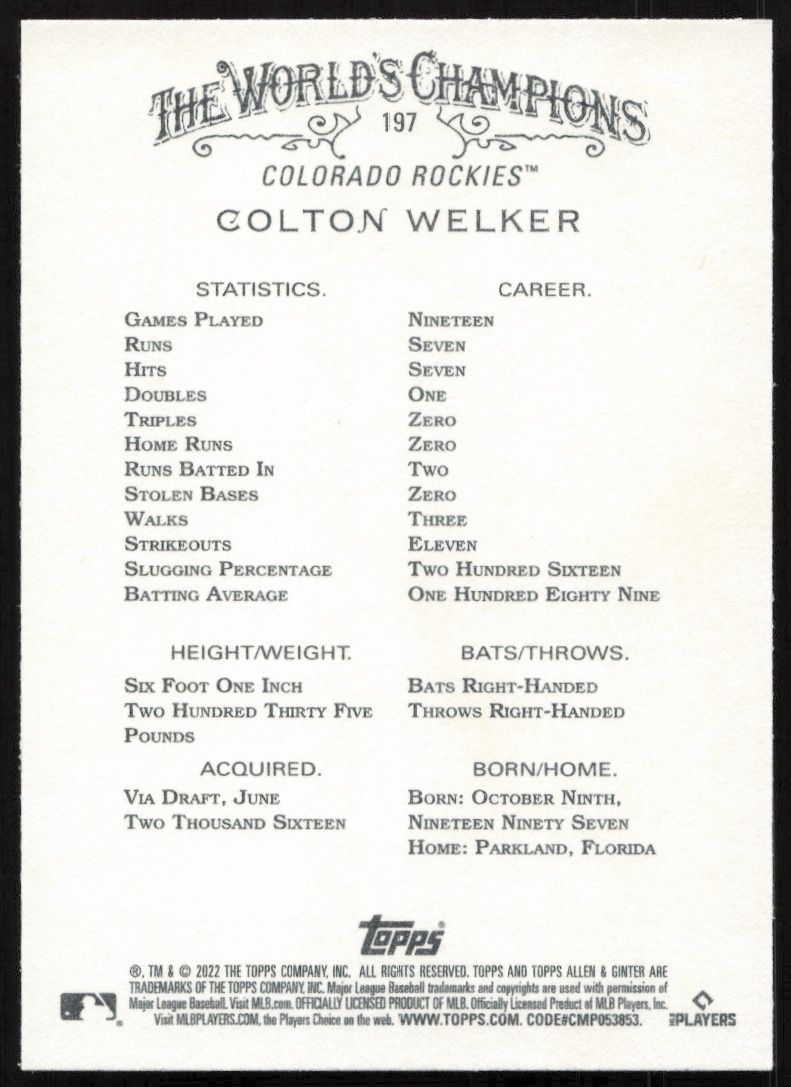 THE WORLD'S CHAMPIONS
197
COLORADO ROCKIES™
COLTON WELKER
STATISTICS. CAREER.
GAMES PLAYED NINETEEN
RUNS SEVEN
HITS SEVEN
DOUBLES ONE
TRIPLES ZERO
HOME RUNS ZERO
RUNS BATTED IN TWO
STOLEN BASES ZERO
WALKS THREE
STRIKEOUTS ELEVEN
SLUGGING PERCENTAGE TWO HUNDRED SIXTEEN
BATTING AVERAGE ONE HUNDRED EIGHTY NINE
HEIGHT/WEIGHT.
SIX FOOT ONE INCH
TWO HUNDRED THIRTY FIVE
POUNDS
BATS/THROWS.
BATS RIGHT-HANDED
THROWS RIGHT-HANDED
ACQUIRED.
VIA DRAFT, JUNE
TWO THOUSAND SIXTEEN
BORN/HOME.
BORN: OCTOBER NINTH,
NINETEEN NINETY SEVEN
HOME: PARKLAND, FLORIDA
topps®
®, TM & © 2022 THE TOPPS COMPANY, INC. ALL RIGHTS RESERVED. TOPPS AND TOPPS ALLEN & GINTER ARE
TRADEMARKS OF THE TOPPS COMPANY, INC. Major League Baseball trademarks and copyrights are used with permission of
Major League Baseball. Visit MLB.com. OFFICIALLY LICENSED PRODUCT OF MLB. Officially Licensed Product of MLB Players, Inc.
Visit MLBPLAYERS.COM, the Players Choice on the web. WWW.TOPPS.COM. CODE#CMP053853.
MLB PLAYERS